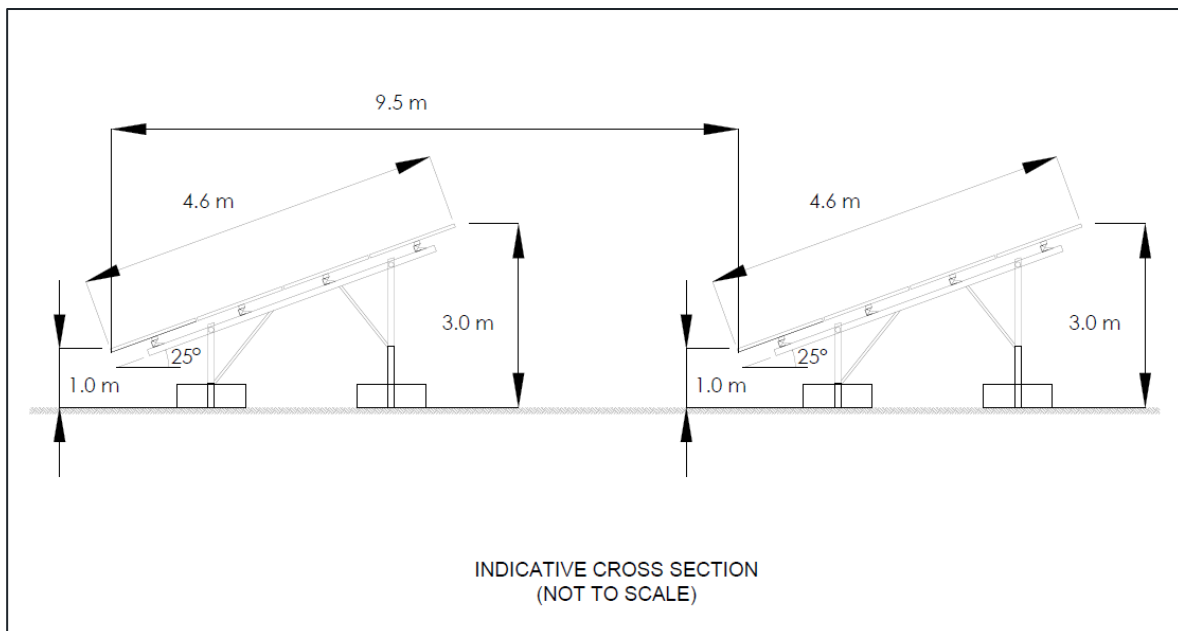 9.5 m
4.6 m
4.6 m
3.0 m
3.0 m
25°
25°
1.0 m
1.0 m
INDICATIVE CROSS SECTION
(NOT TO SCALE)